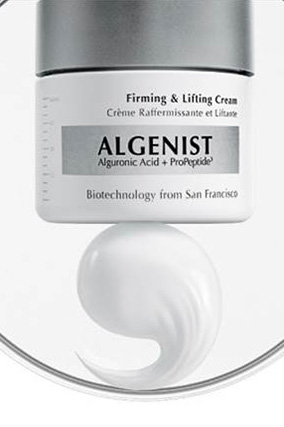 Firming & Lifting Cream
Crème Raffermissante et Liftante
ALGENIST
Alguronic Acid + ProPeptide³
Biotechnology from San Francisco